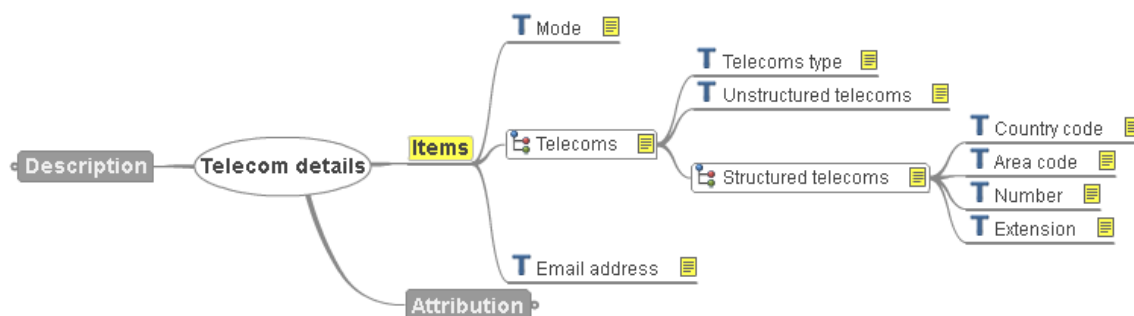 Mode
Telecoms type
Unstructured telecoms
Country code
Items
Telecoms
Description
Telecom details
Area code
Structured telecoms
Number
Extension
Email address
Attribution